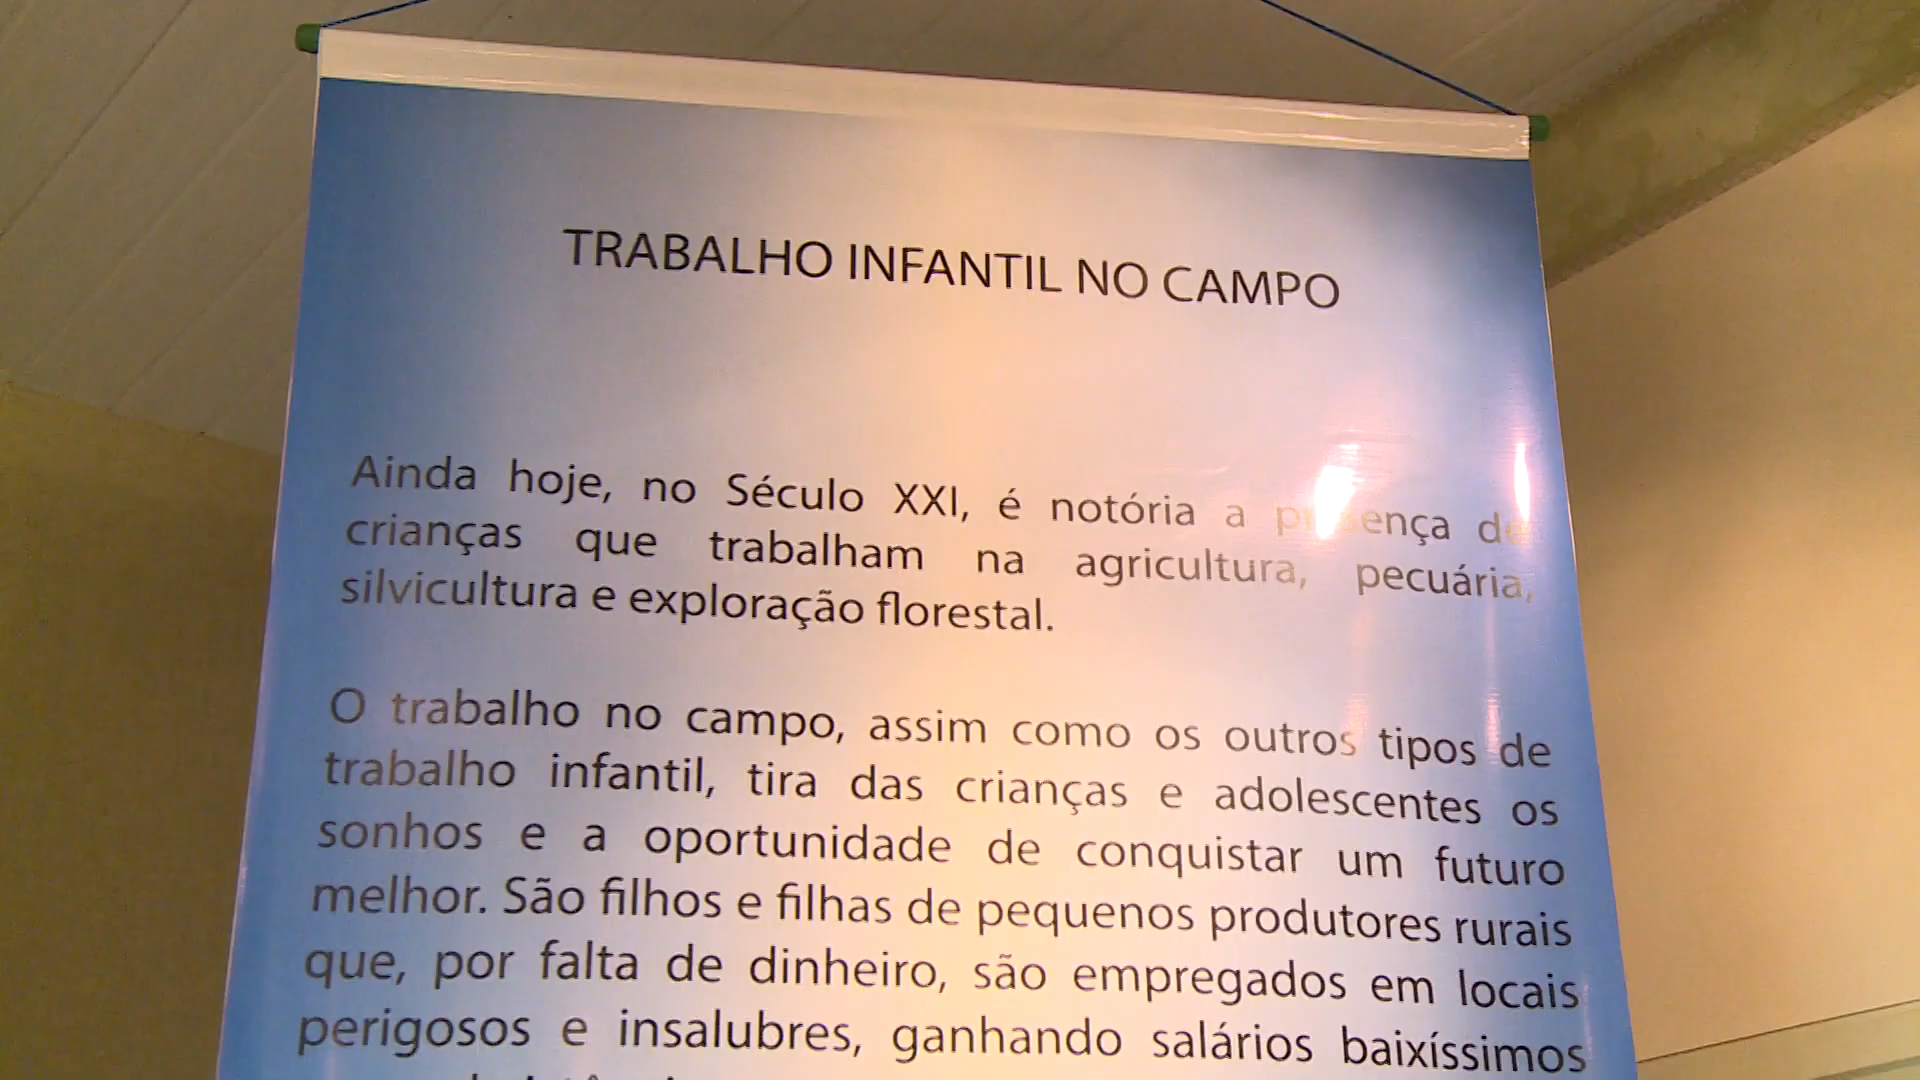 TRABALHO INFANTIL NO CAMPO
Ainda hoje, no Século XXI, é notória a presença de
crianças que trabalham na agricultura, pecuária,
silvicultura e exploração florestal.
O trabalho no campo, assim como os outros tipos de
trabalho infantil, tira das crianças e adolescentes os
sonhos e a oportunidade de conquistar um futuro
melhor. São filhos e filhas de pequenos produtores rurais
que, por falta de dinheiro, são empregados em locais
perigosos e insalubres, ganhando salários baixíssimos